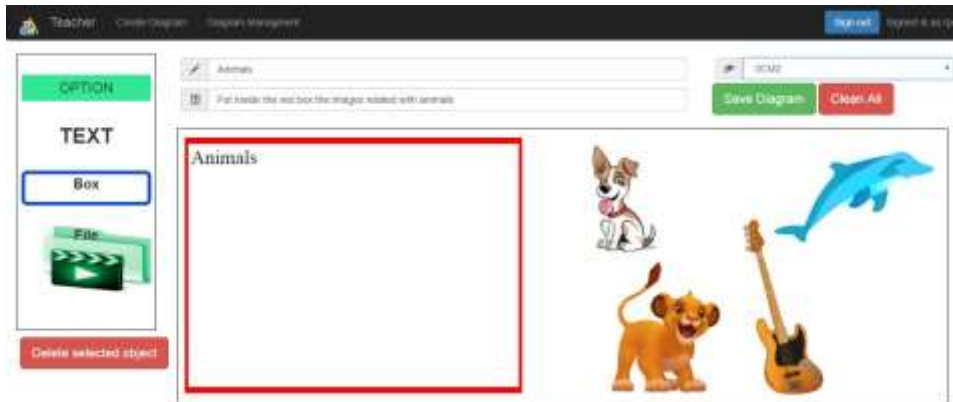 Teacher Create Diagram Diagram Managment Sign out
Animals
Put inside the red box the images related with animals
Save Diagram Clean All
OPTION
TEXT
Box
File
Delete selected object
Animals